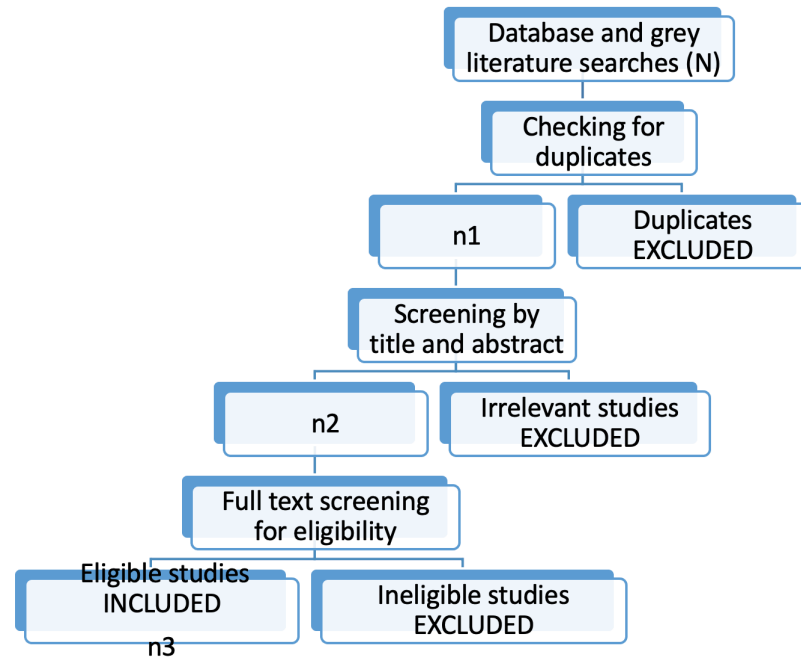 Database and grey
literature searches (N)
Checking for
duplicates
n1
Duplicates
EXCLUDED
Screening by
title and abstract
n2
Irrelevant studies
EXCLUDED
Full text screening
for eligibility
Eligible studies
INCLUDED
n3
Ineligible studies
EXCLUDED